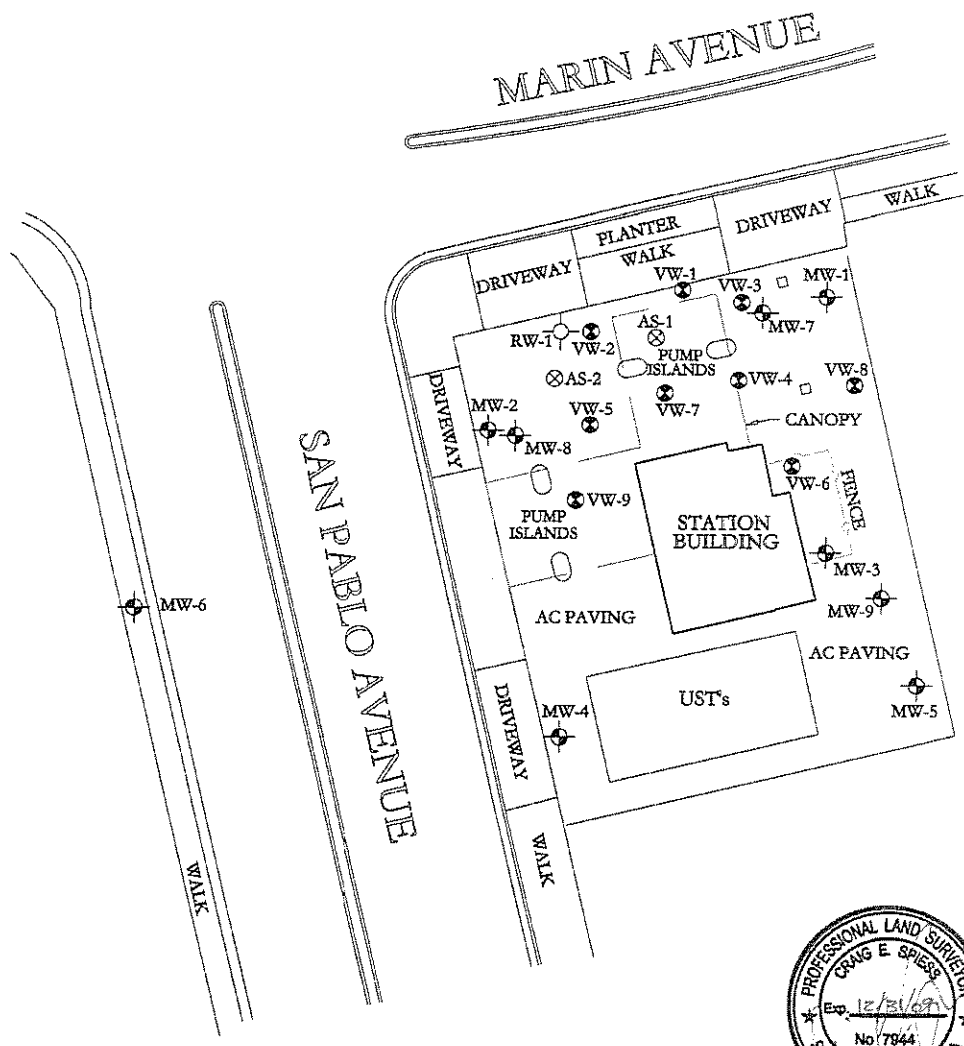 MARIN AVENUE
WALK
DRIVEWAY
PLANTER
WALK
DRIVEWAY
VW-1
VW-3
MW-1
MW-7
RW-1
VW-2
AS-1
PUMP
ISLANDS
AS-2
DRIVEWAY
MW-2
MW-8
VW-5
VW-7
VW-4
VW-8
CANOPY
VW-6
FENCE
VW-9
PUMP
ISLANDS
STATION
BUILDING
MW-3
MW-9
SAN PABLO AVENUE
MW-6
AC PAVING
AC PAVING
MW-5
UST's
MW-4
DRIVEWAY
WALK
WALK
PROFESSIONAL LAND SURVEYOR
CRAIG E. SPIESS
Exp. 12/31/09
No 7944